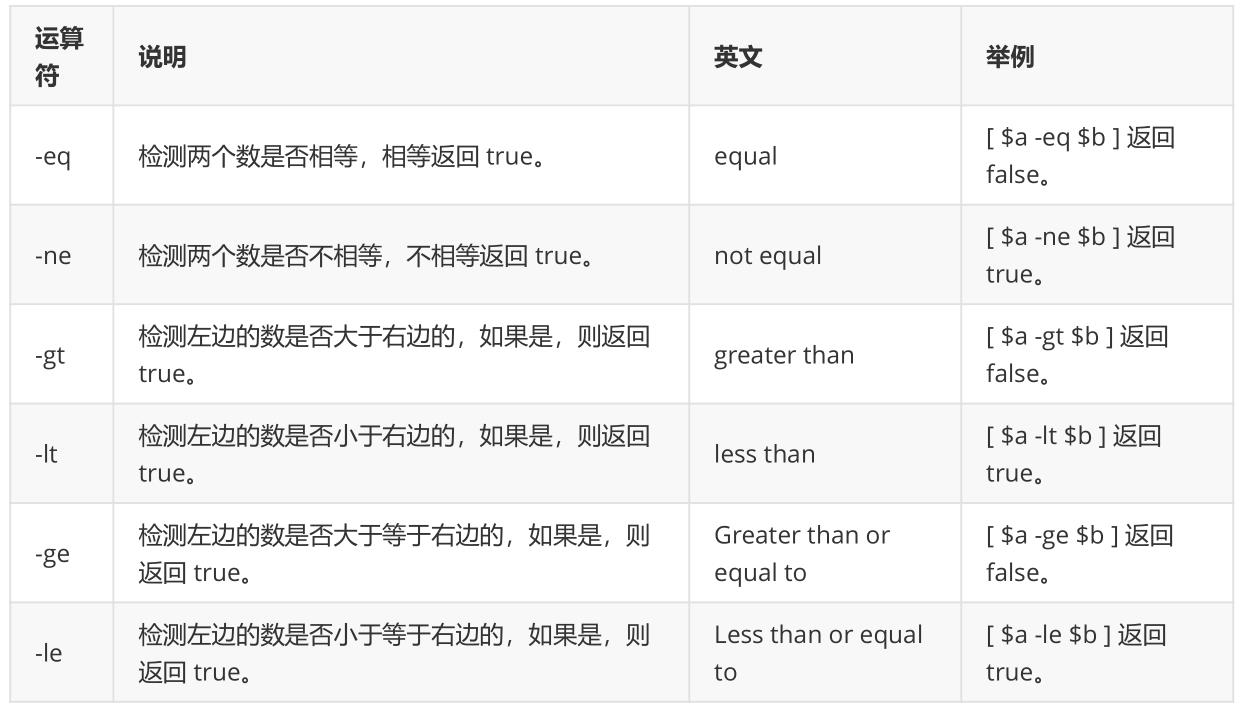 运算
符
说明
英文
举例
-eq
检测两个数是否相等，相等返回 true。
equal
[ $a -eq $b ] 返回
false。
-ne
检测两个数是否不相等，不相等返回 true。
not equal
[ $a -ne $b ] 返回
true。
-gt
检测左边的数是否大于右边的，如果是，则返回
true。
greater than
[ $a -gt $b ] 返回
false。
-lt
检测左边的数是否小于右边的，如果是，则返回
true。
less than
[ $a -lt $b ] 返回
true。
-ge
检测左边的数是否大于等于右边的，如果是，则
返回 true。
Greater than or
equal to
[ $a -ge $b ] 返回
false。
-le
检测左边的数是否小于等于右边的，如果是，则
返回 true。
Less than or equal
to
[ $a -le $b ] 返回
true。